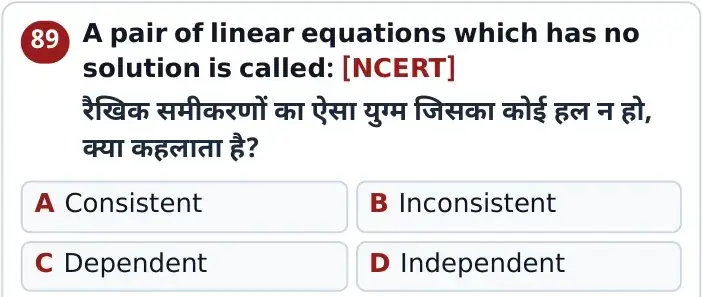 89 A pair of linear equations which has no
solution is called: [NCERT]
रैखिक समीकरणों का ऐसा युग्म जिसका कोई हल न हो,
क्या कहलाता है?
A Consistent
B Inconsistent
C Dependent
D Independent